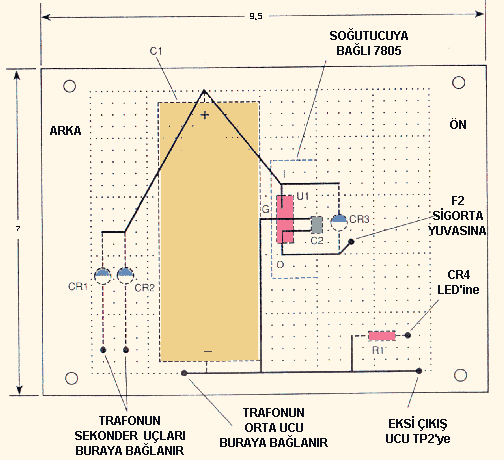 9.5
C1
SOĞUTUCUYA
BAĞLI 7805
ARKA
ÖN
+
I
U1
G
C2
CR3
F2
SİGORTA
YUVASINA
7
O
CR1
CR2
CR4
LED'ine
R1
−
TRAFONUN
SEKONDER UÇLARI
BURAYA BAĞLANIR
TRAFONUN
ORTA UCU
BURAYA BAĞLANIR
EKSİ ÇIKIŞ
UCU TP2'ye